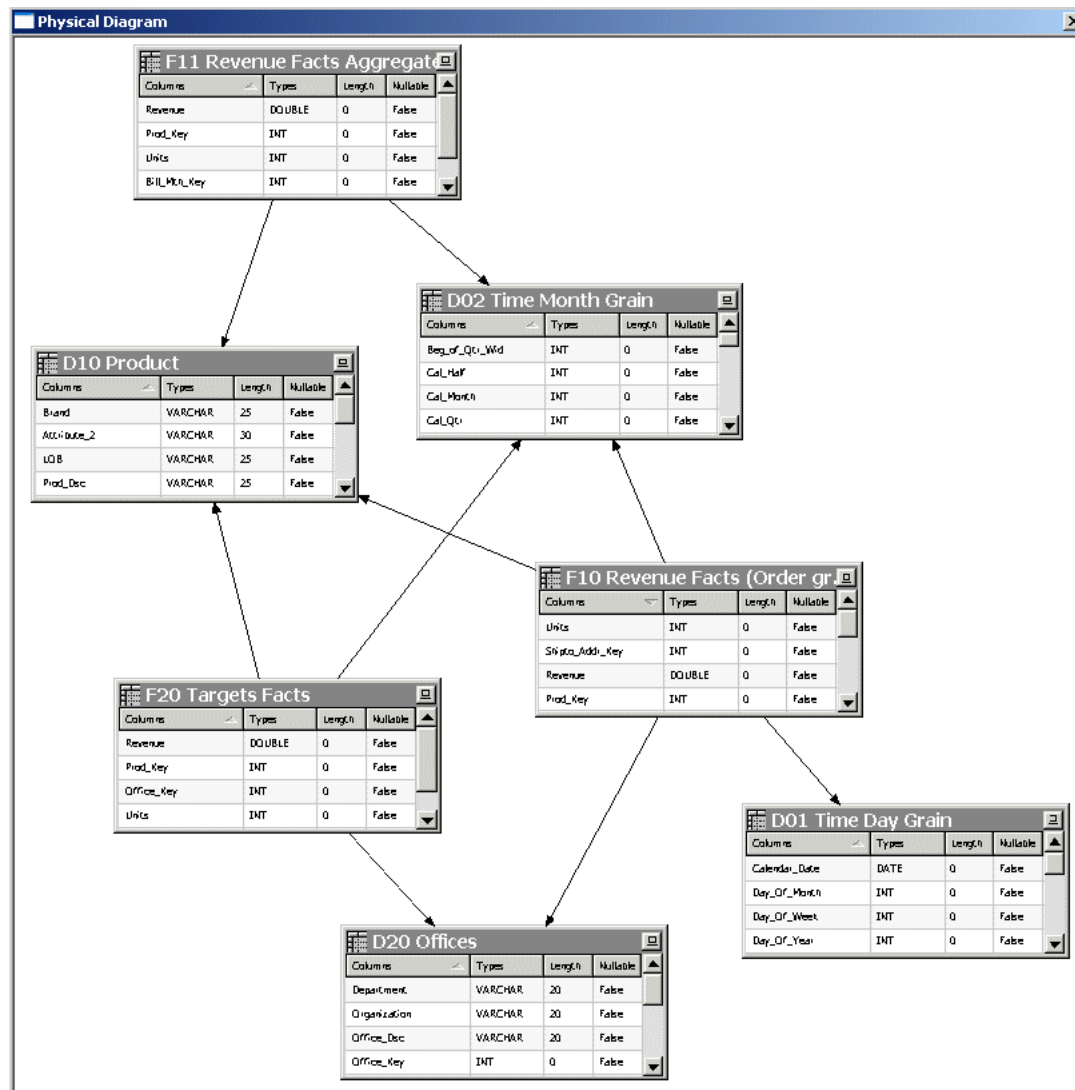 Physical Diagram
F11 Revenue Facts Aggregate
Columns Types Length Nullable
Revenue DOUBLE 0 False
Prod_Key INT 0 False
Units INT 0 False
Bill_Mth_Key INT 0 False
D02 Time Month Grain
Columns Types Length Nullable
Beg_of_Qtr_Wid INT 0 False
Cal_Half INT 0 False
Cal_Month INT 0 False
Cal_Qtr INT 0 False
D10 Product
Columns Types Length Nullable
Brand VARCHAR 25 False
Attribute_2 VARCHAR 30 False
LOB VARCHAR 25 False
Prod_Dsc VARCHAR 25 False
F10 Revenue Facts (Order gr.
Columns Types Length Nullable
Units INT 0 False
Shipto_Addr_Key INT 0 False
Revenue DOUBLE 0 False
Prod_Key INT 0 False
F20 Targets Facts
Columns Types Length Nullable
Revenue DOUBLE 0 False
Prod_Key INT 0 False
Office_Key INT 0 False
Units INT 0 False
D01 Time Day Grain
Columns Types Length Nullable
Calendar_Date DATE 0 False
Day_Of_Month INT 0 False
Day_Of_Week INT 0 False
Day_Of_Year INT 0 False
D20 Offices
Columns Types Length Nullable
Department VARCHAR 20 False
Organization VARCHAR 20 False
Office_Dsc VARCHAR 20 False
Office_Key INT 0 False